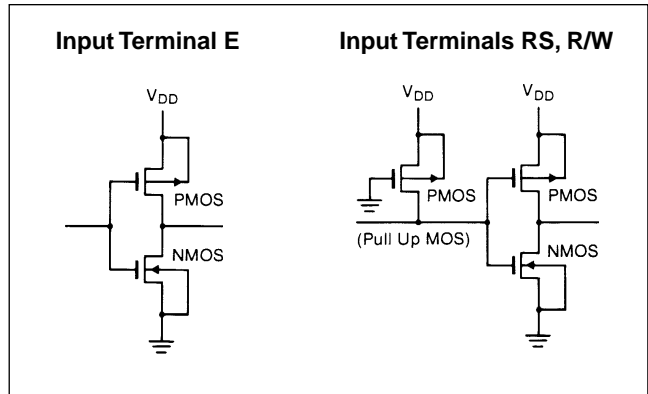 Input Terminal E
Input Terminals RS, R/W
VDD
PMOS
NMOS
VDD
PMOS
(Pull Up MOS)
VDD
PMOS
NMOS